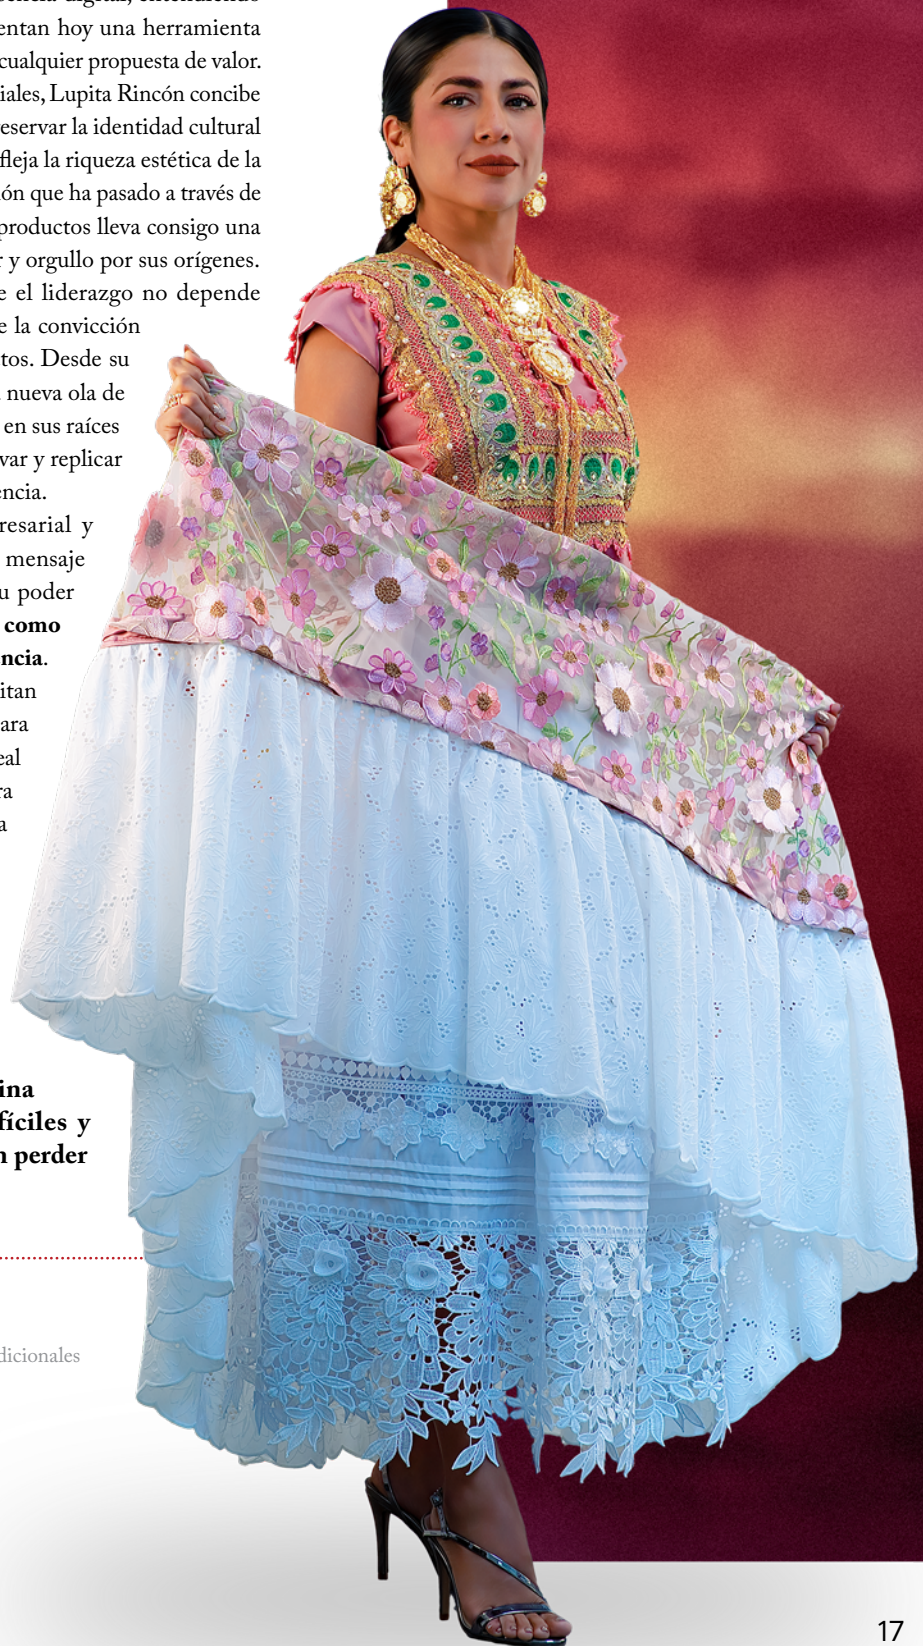 entan hoy una herramienta
cualquier propuesta de valor.
iales, Lupita Rincón concibe
eservar la identidad cultural
fleja la riqueza estética de la
ón que ha pasado a través de
productos lleva consigo una
r y orgullo por sus orígenes.
e el liderazgo no depende
e la convicción
tos. Desde su
nueva ola de
en sus raíces
var y replicar
encia.
resarial y
mensaje
u poder
como
ncia.
itan
ara
eal
ra
a
ina
fíciles y
n perder
dicionales
17